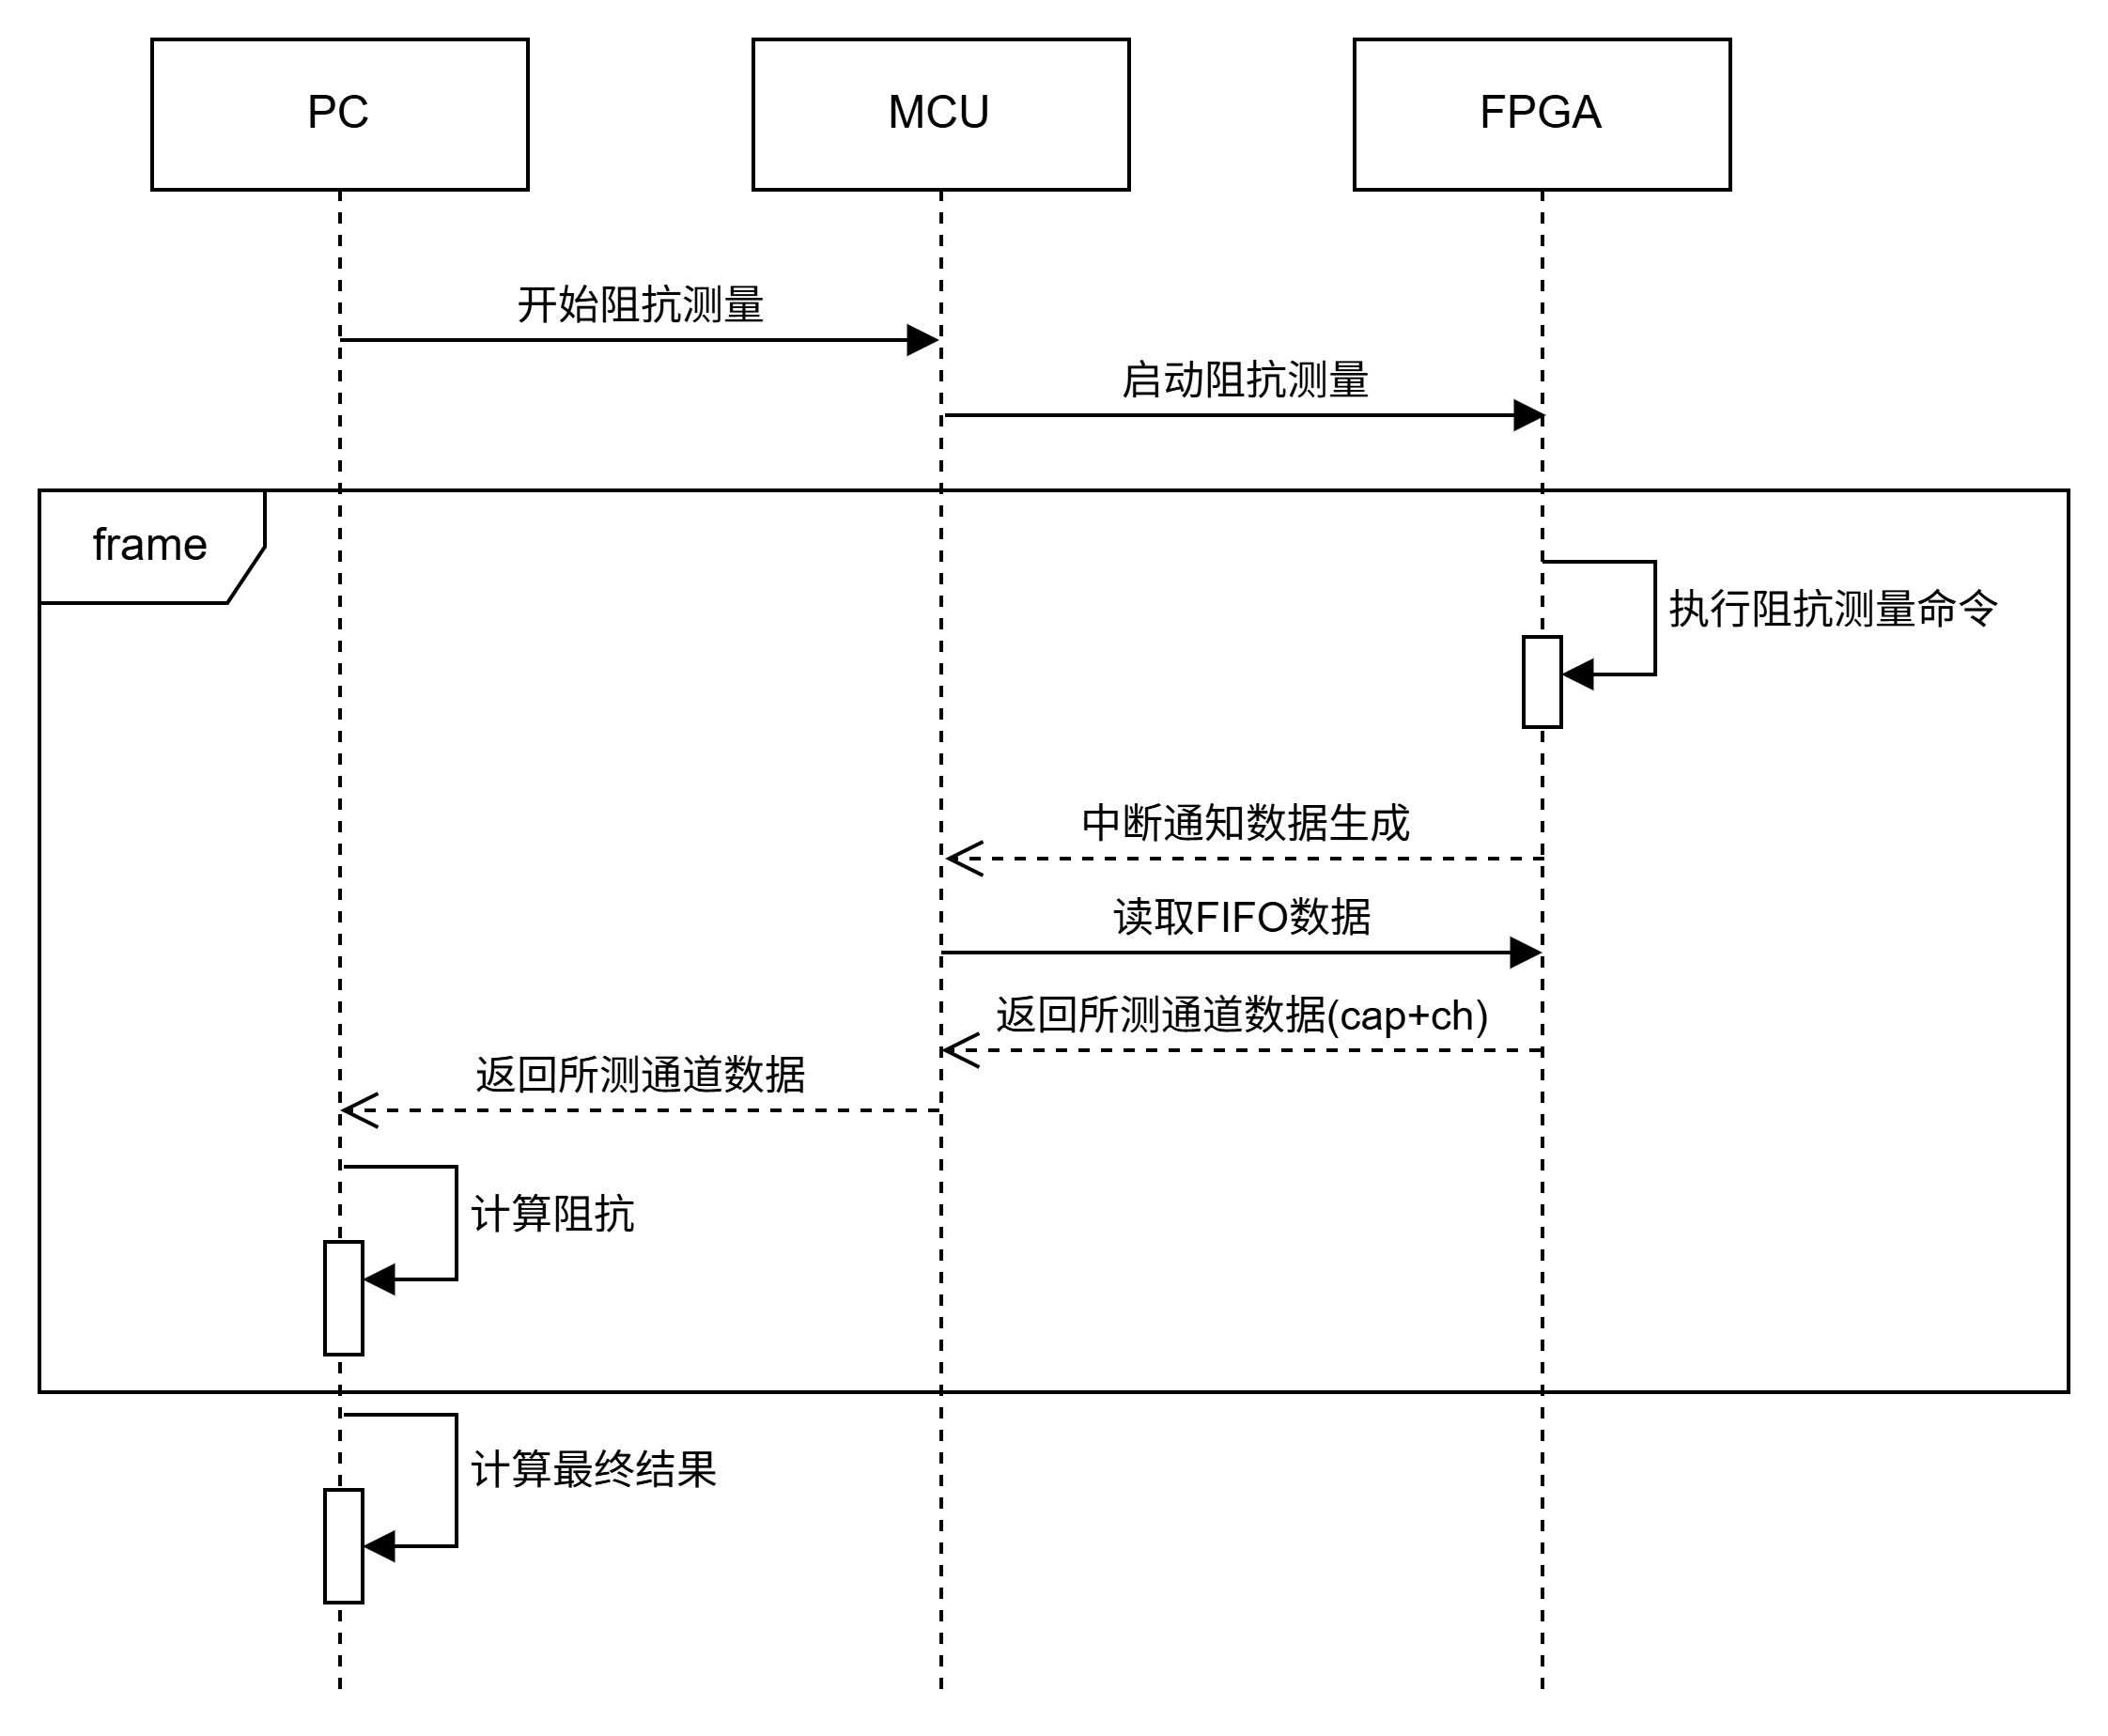 PC
MCU
FPGA
开始阻抗测量
启动阻抗测量
frame
执行阻抗测量命令
中断通知数据生成
读取FIFO数据
返回所测通道数据(cap+ch)
返回所测通道数据
计算阻抗
计算最终结果